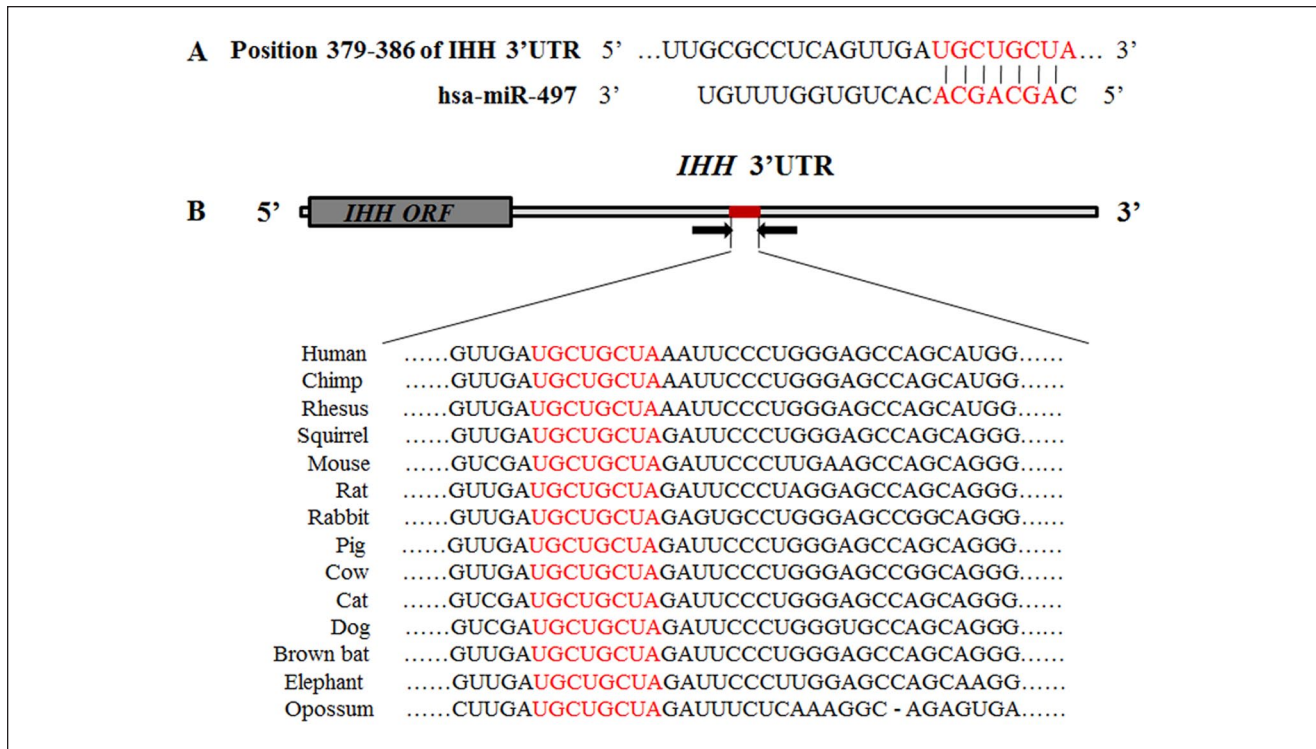 A Position 379-386 of IHH 3’UTR 5’ ...UUGCGCCUCAGUUGAUGCUGCUA... 3’
hsa-miR-497 3’ UGUUUGGUGUCACACGACGAC 5’
IHH 3’UTR
B 5’ IHH ORF 3’
Human ......GUUGAUGCUGCUAAAUUCCCUGGGAGCCAGCAUGG......
Chimp ......GUUGAUGCUGCUAAAUUCCCUGGGAGCCAGCAUGG......
Rhesus ......GUUGAUGCUGCUAAAUUCCCUGGGAGCCAGCAUGG......
Squirrel ......GUUGAUGCUGCUAGAUUCCCUGGGAGCCAGCAGGG......
Mouse ......GUCGAUGCUGCUAGAUUCCCUUGAAGCCAGCAGGG......
Rat ......GUUGAUGCUGCUAGAUUCCCUAGGAGCCAGCAGGG......
Rabbit ......GUUGAUGCUGCUAGAGUGCCUGGGAGCCGGCAGGG......
Pig ......GUUGAUGCUGCUAGAUUCCCUGGGAGCCAGCAGGG......
Cow ......GUUGAUGCUGCUAGAUUCCCUGGGAGCCGGCAGGG......
Cat ......GUCGAUGCUGCUAGAUUCCCUGGGAGCCAGCAGGG......
Dog ......GUCGAUGCUGCUAGAUUCCCUGGGUGCCAGCAGGG......
Brown bat ......GUUGAUGCUGCUAGAUUCCCUGGGAGCCAGCAGGG......
Elephant ......GUUGAUGCUGCUAGAUUCCCUUGGAGCCAGCAAGG......
Opossum ......CUUGAUGCUGCUAGAUUUCUCAAAGGC - AGAGUGA......